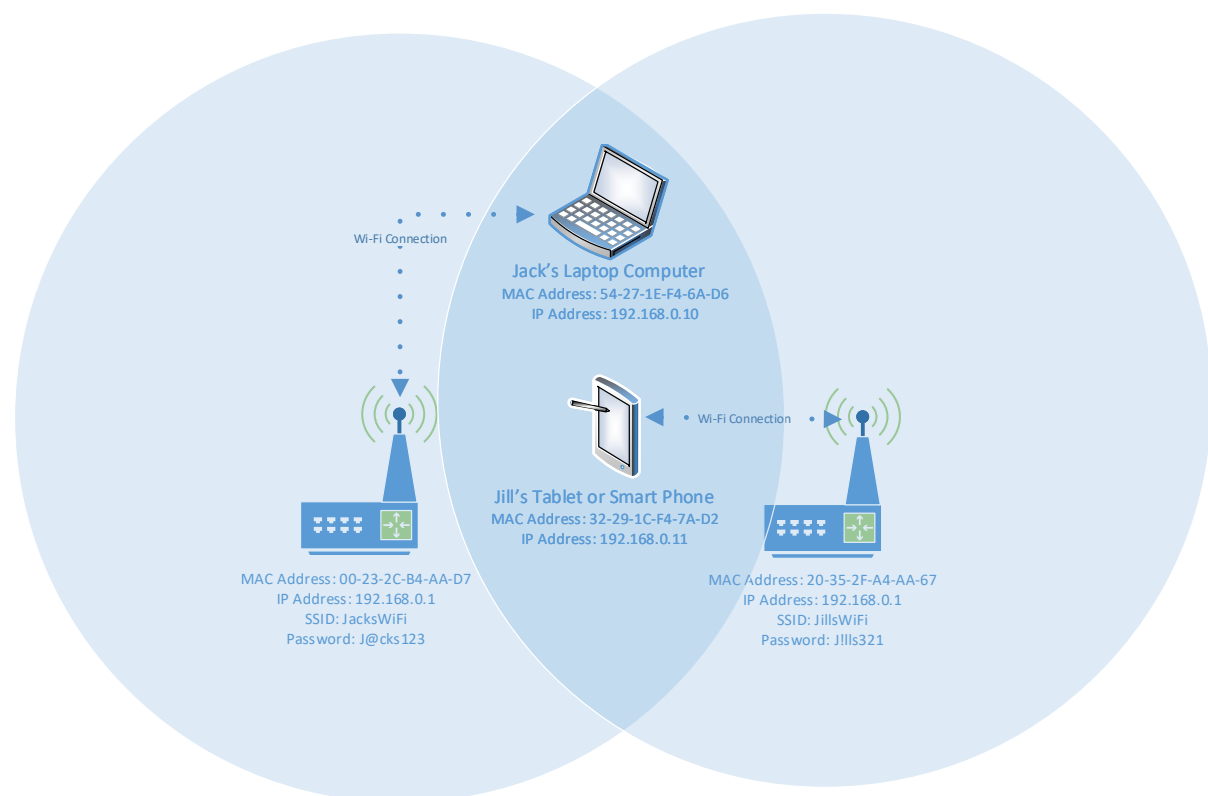 Wi-Fi Connection
Jack's Laptop Computer
MAC Address: 54-27-1E-F4-6A-D6
IP Address: 192.168.0.10
Wi-Fi Connection
Jill's Tablet or Smart Phone
MAC Address: 32-29-1C-F4-7A-D2
IP Address: 192.168.0.11
MAC Address: 00-23-2C-B4-AA-D7
IP Address: 192.168.0.1
SSID: JacksWiFi
Password: J@cks123
MAC Address: 20-35-2F-A4-AA-67
IP Address: 192.168.0.1
SSID: JillsWiFi
Password: J!lls321